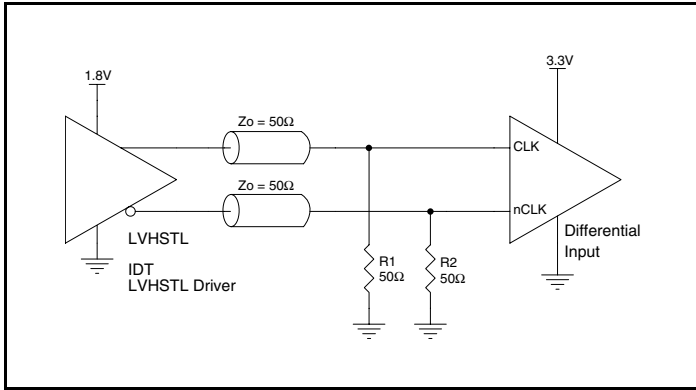 1.8V
3.3V
Zo = 50Ω
CLK
Zo = 50Ω
nCLK
LVHSTL
Differential
Input
IDT
LVHSTL Driver
R1
50Ω
R2
50Ω